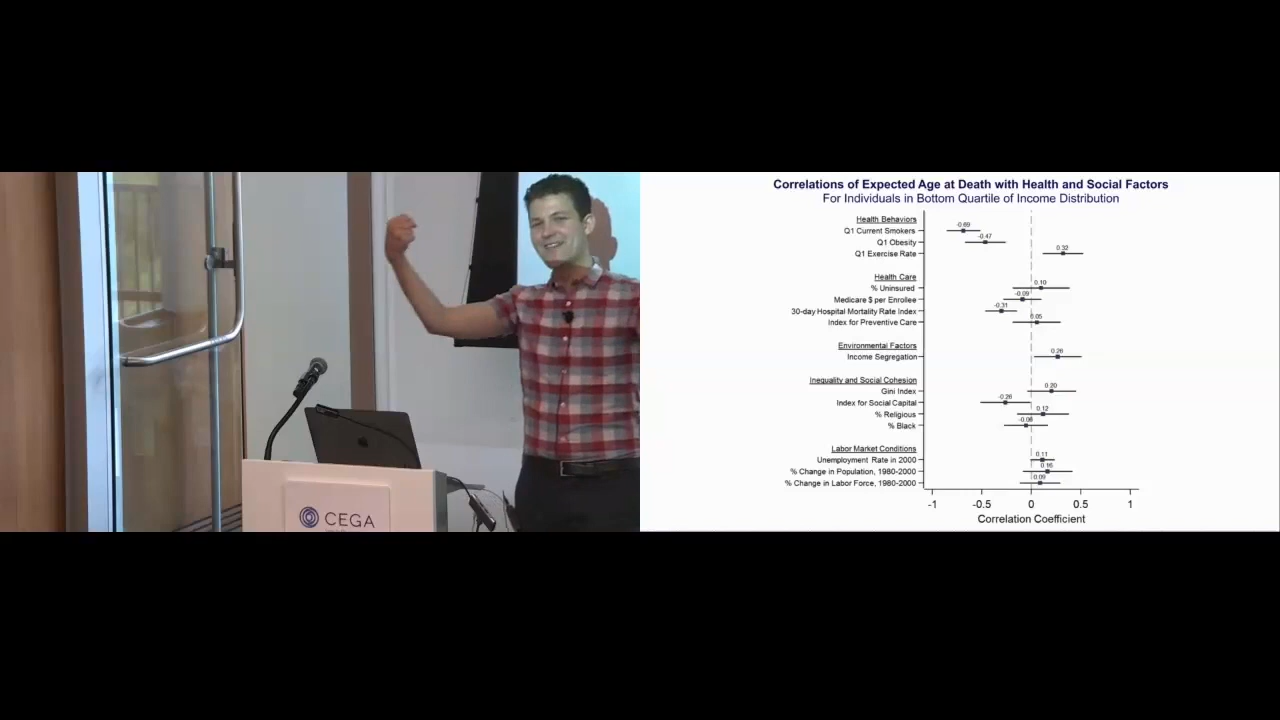 CEGA
Correlations of Expected Age at Death with Health and Social Factors
For Individuals in Bottom Quartile of Income Distribution
Health Behaviors
Q1 Current Smokers -0.69
Q1 Obesity -0.47
Q1 Exercise Rate 0.32
Health Care
% Uninsured 0.10
Medicare $ per Enrollee -0.09
30-day Hospital Mortality Rate Index -0.31
Index for Preventive Care 0.05
Environmental Factors
Income Segregation 0.26
Inequality and Social Cohesion
Gini Index 0.20
Index for Social Capital -0.26
% Religious 0.12
% Black
Labor Market Conditions
Unemployment Rate in 2000 0.11
% Change in Population, 1980-2000 0.16
% Change in Labor Force, 1980-2000 0.09
-1 -0.5 0 0.5 1
Correlation Coefficient